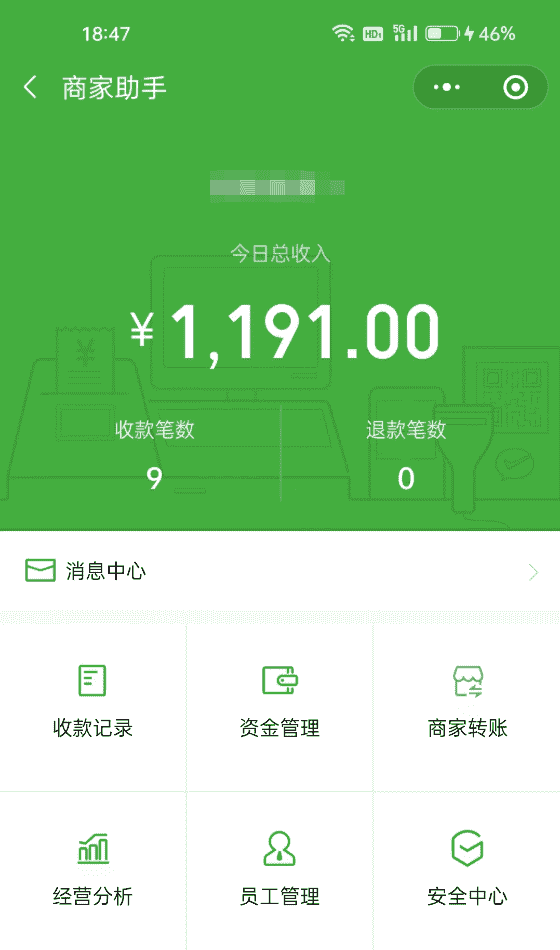 18:47
HD1 5G 46%
商家助手
今日总收入
¥1,191.00
收款笔数 退款笔数
9 0
消息中心
收款记录 资金管理 商家转账
经营分析 员工管理 安全中心